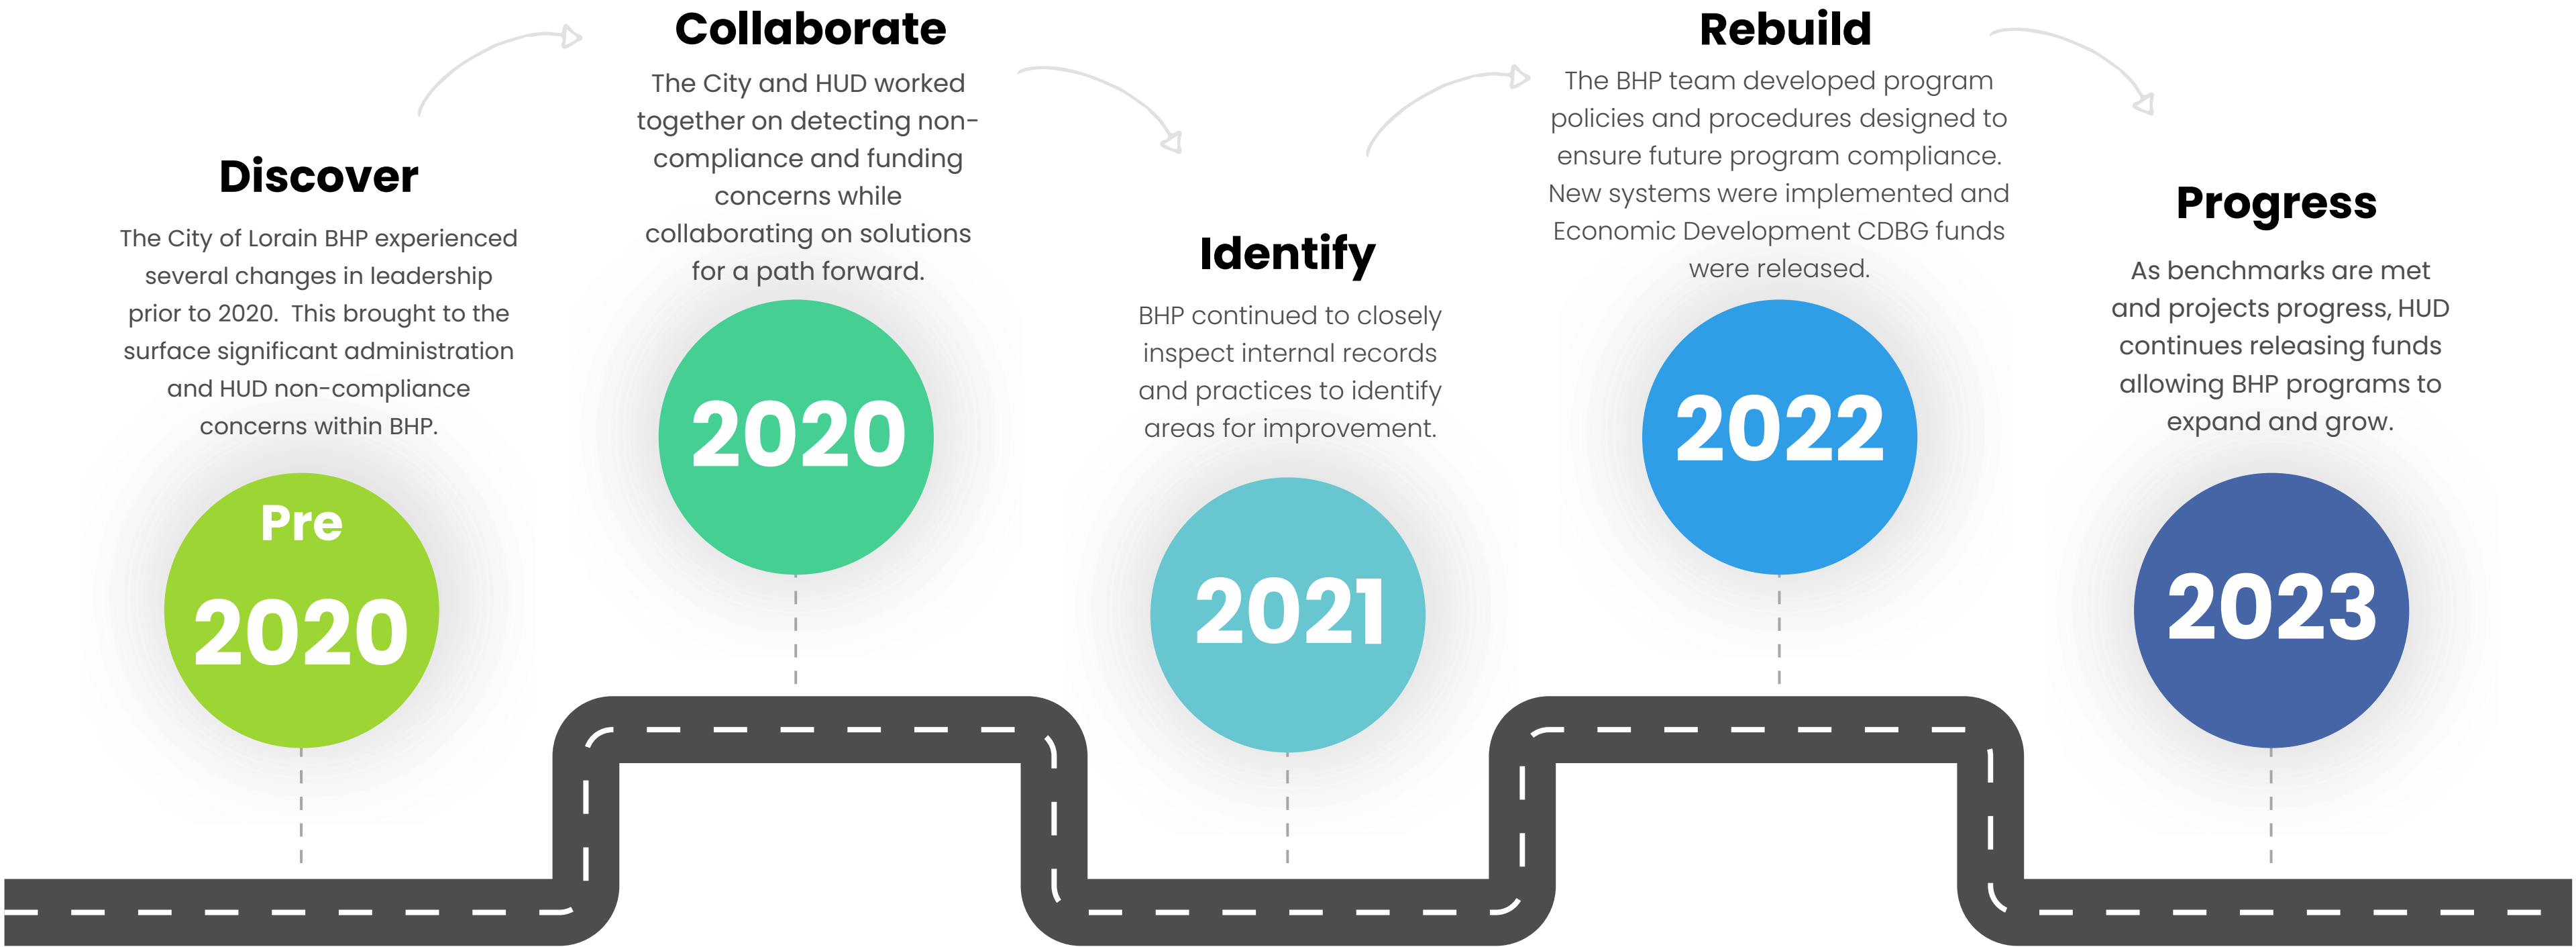 Discover
The City of Lorain BHP experienced
several changes in leadership
prior to 2020.  This brought to the
surface significant administration
and HUD non-compliance
concerns within BHP.
Pre
2020
Collaborate
The City and HUD worked
together on detecting non-
compliance and funding
concerns while
collaborating on solutions
for a path forward.
2020
Identify
BHP continued to closely
inspect internal records
and practices to identify
areas for improvement.
2021
Rebuild
The BHP team developed program
policies and procedures designed to
ensure future program compliance.
New systems were implemented and
Economic Development CDBG funds
were released.
2022
Progress
As benchmarks are met
and projects progress, HUD
continues releasing funds
allowing BHP programs to
expand and grow.
2023